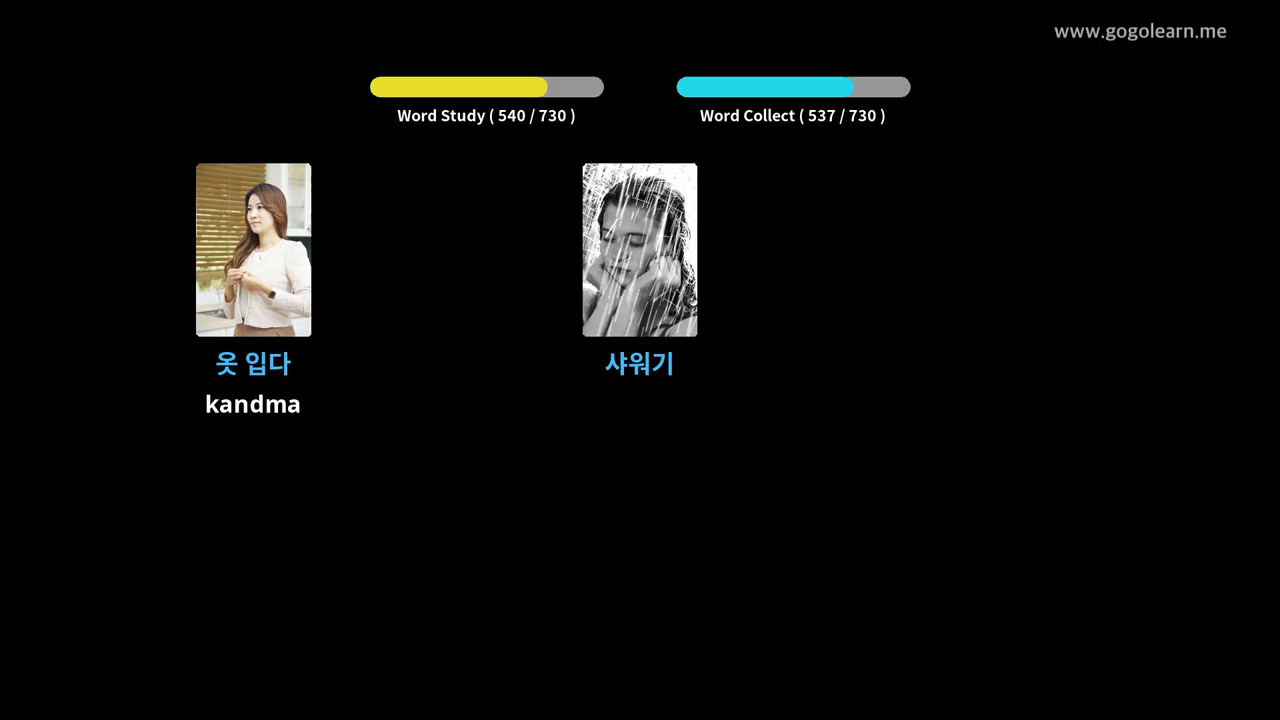 www.gogolearn.me
Word Study ( 540 / 730 )
Word Collect ( 537 / 730 )
옷 입다
샤워기
kandma